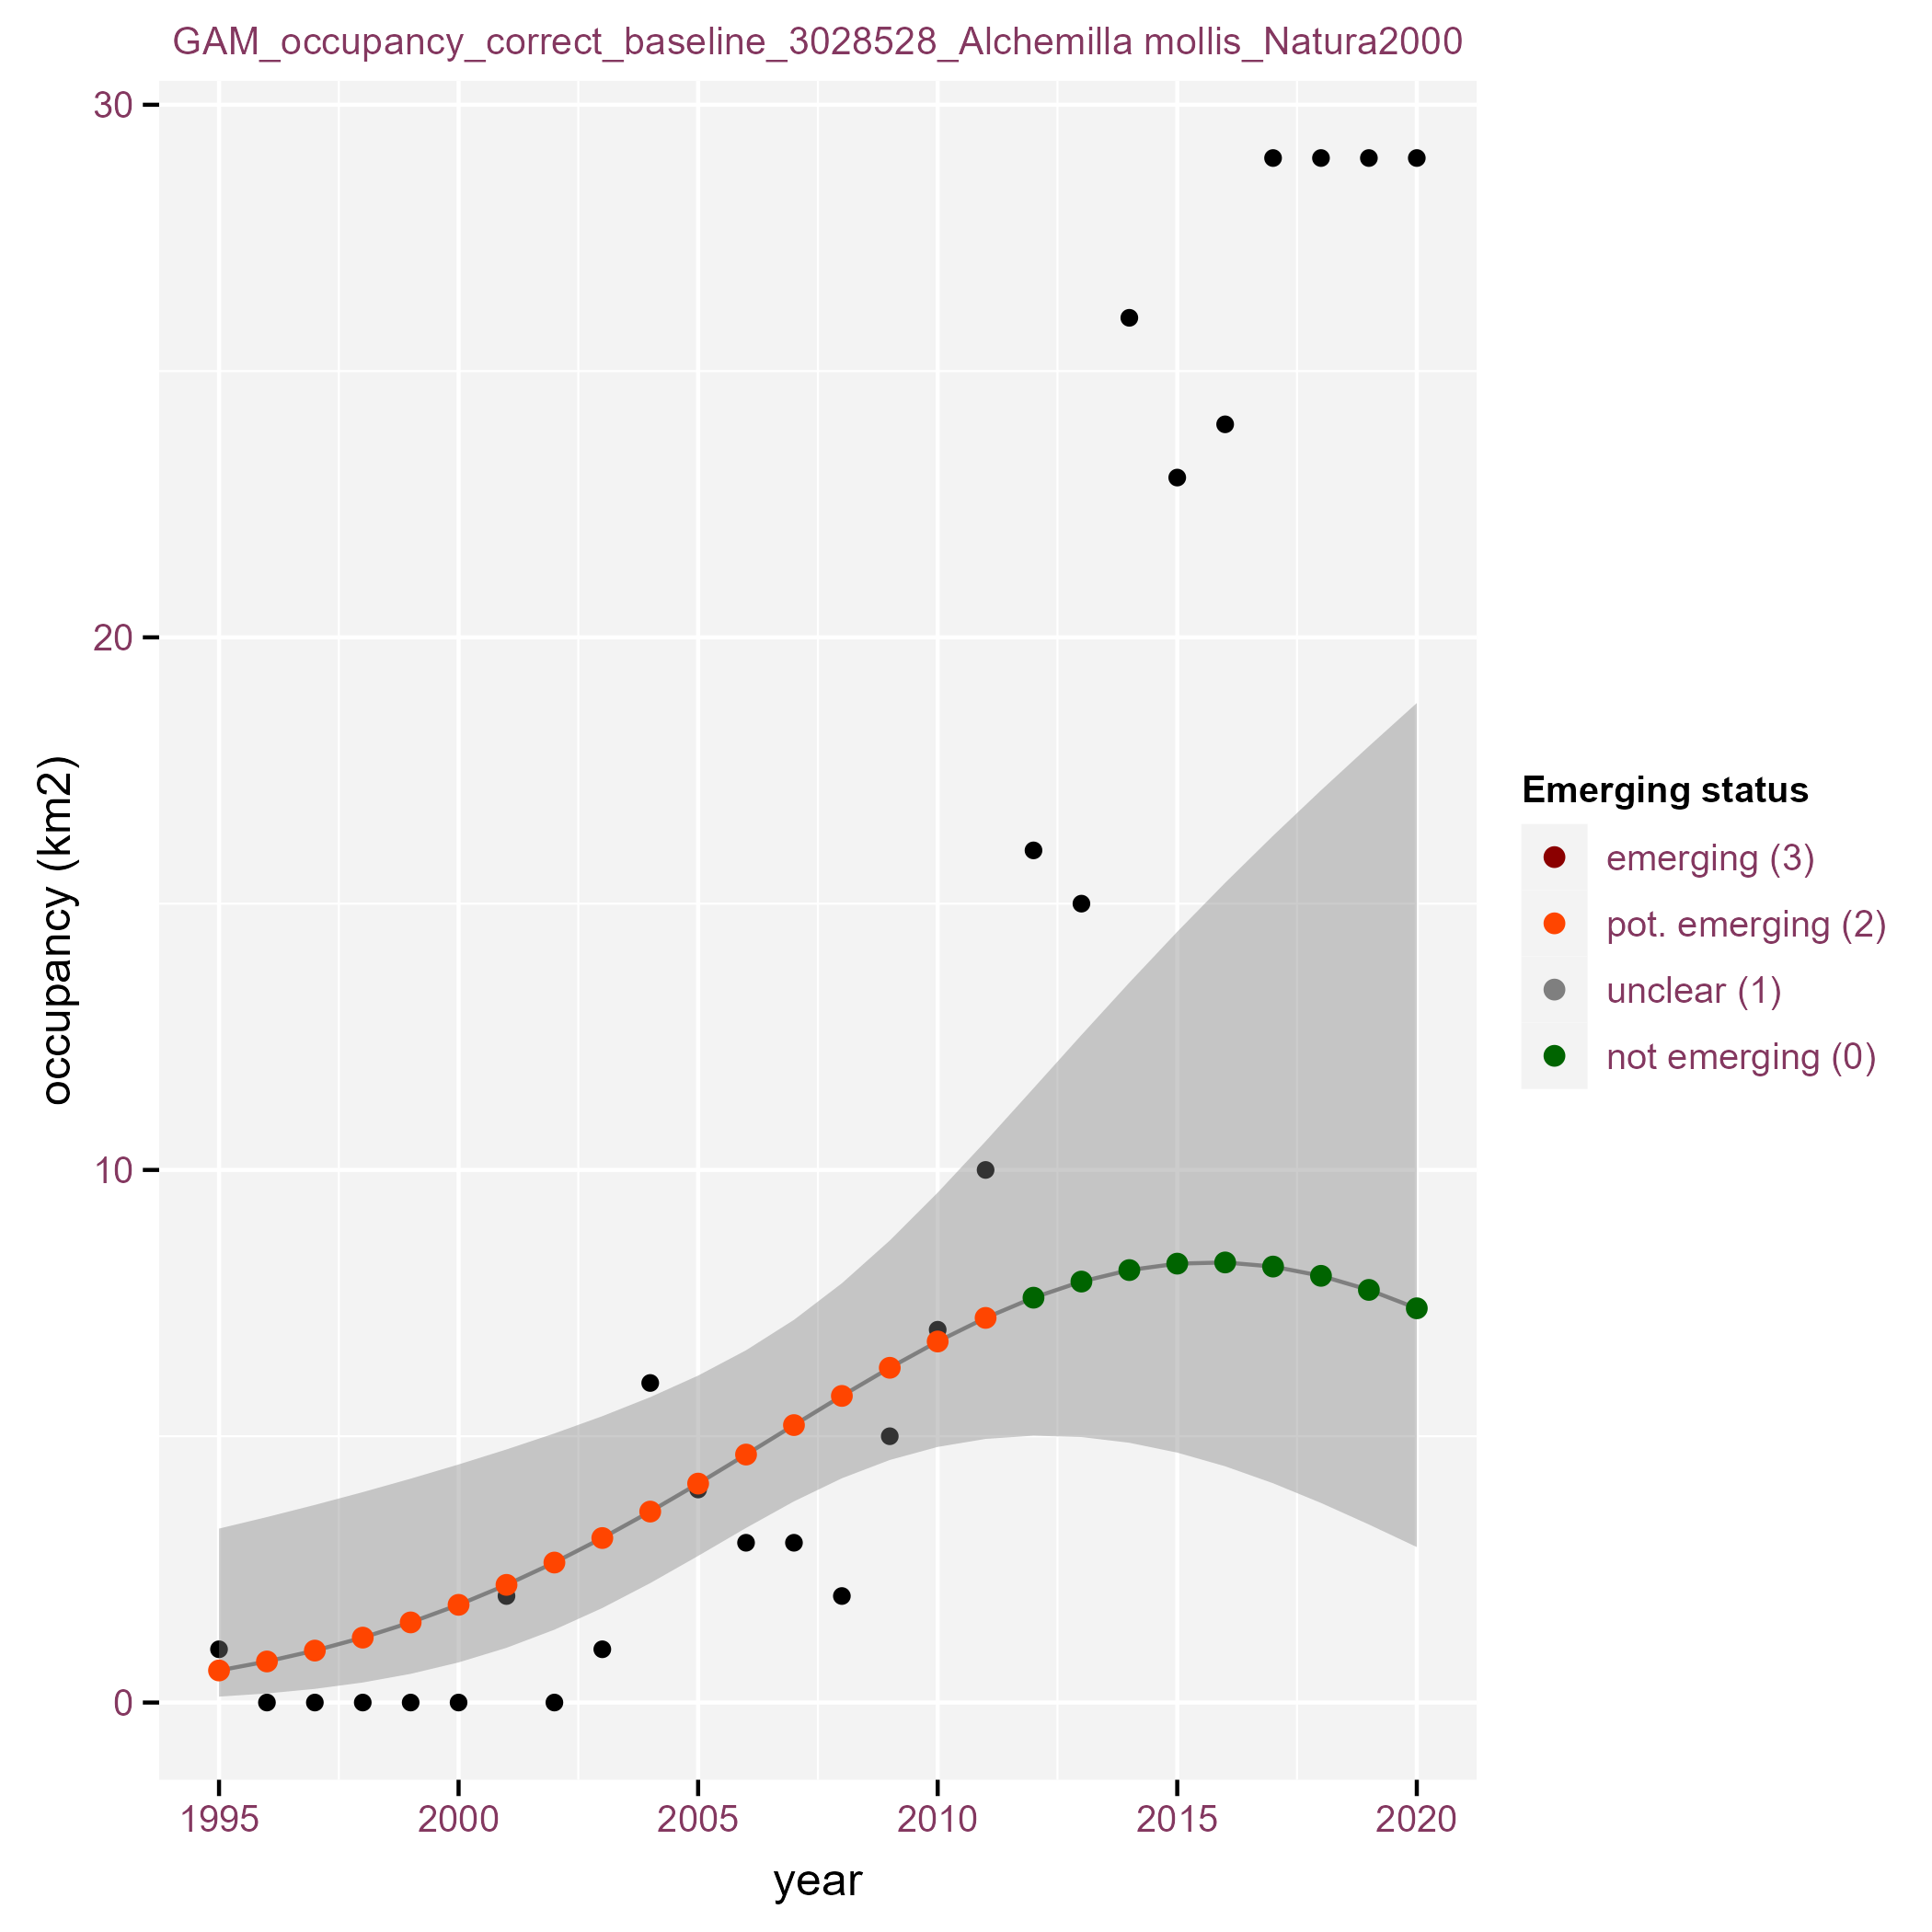 GAM_occupancy_correct_baseline_3028528_Alchemilla mollis_Natura2000
30
20
10
0
occupancy (km2)
1995 2000 2005 2010 2015 2020
year
Emerging status
emerging (3)
pot. emerging (2)
unclear (1)
not emerging (0)